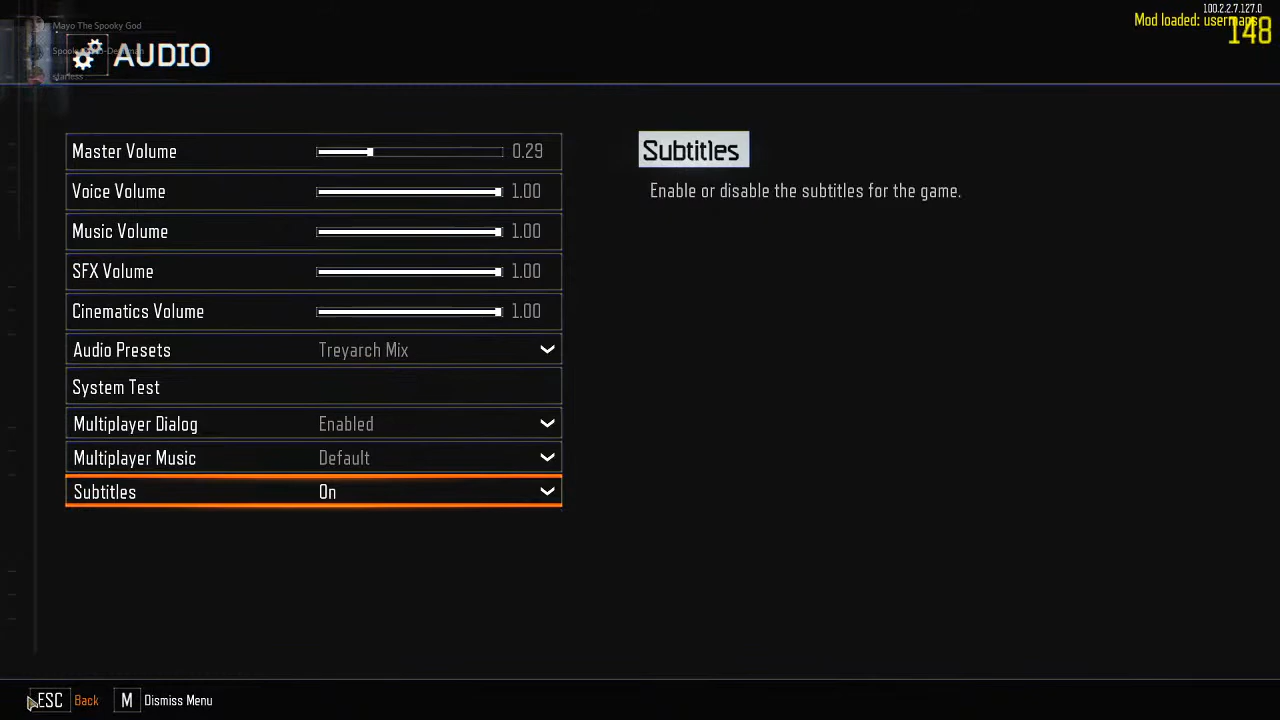 100.2.2.7.127.0
Mod loaded: usermaps
148
Mayo The Spooky God
starless
AUDIO
Master Volume 0.29
Voice Volume 1.00
Music Volume 1.00
SFX Volume 1.00
Cinematics Volume 1.00
Audio Presets Treyarch Mix
System Test
Multiplayer Dialog Enabled
Multiplayer Music Default
Subtitles On
Subtitles
Enable or disable the subtitles for the game.
ESC Back M Dismiss Menu